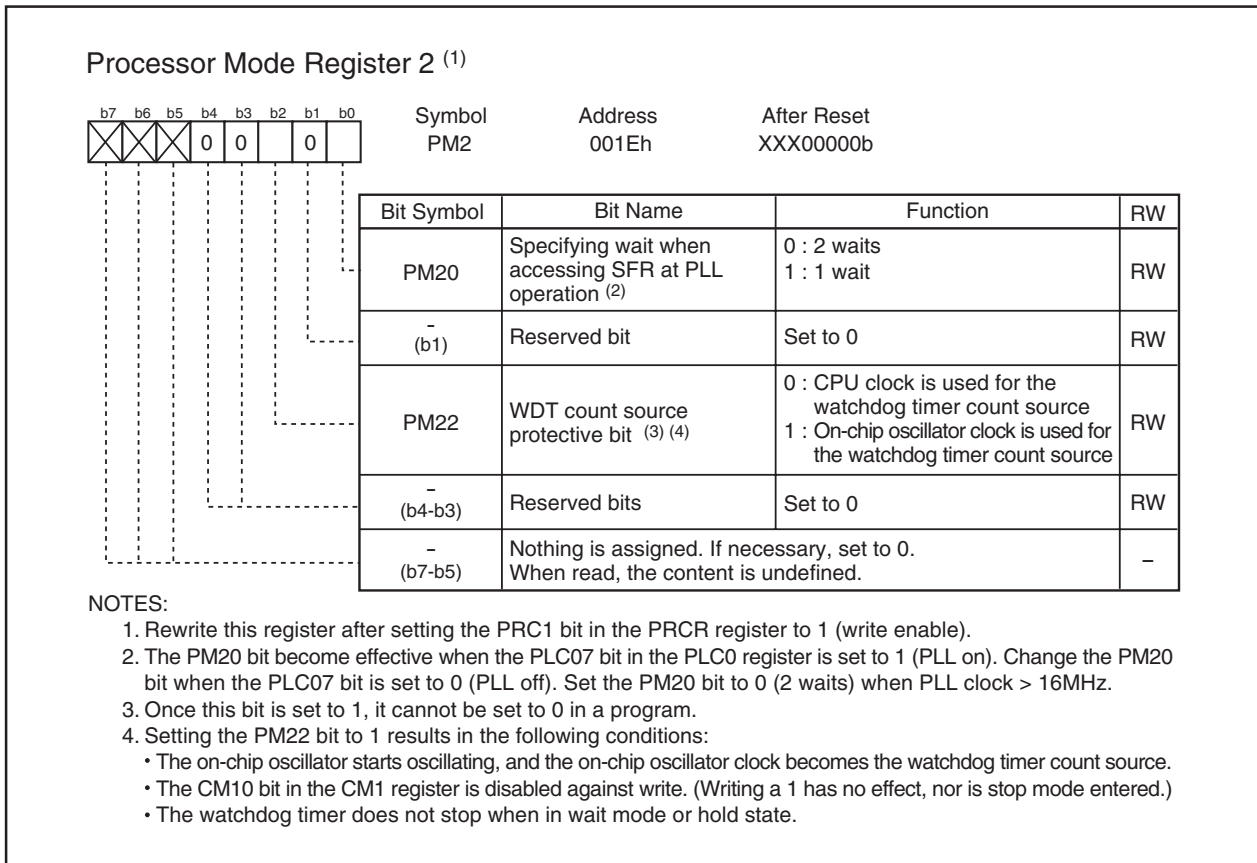 Processor Mode Register 2 (1)
b7 b6 b5 b4 b3 b2 b1 b0
0 0 0
Symbol Address After Reset
PM2 001Eh XXX00000b
Bit Symbol Bit Name Function RW
PM20
Specifying wait when
accessing SFR at PLL
operation (2)
0 : 2 waits
1 : 1 wait
RW
–
(b1)
Reserved bit
Set to 0
RW
PM22
WDT count source
protective bit (3) (4)
0 : CPU clock is used for the
watchdog timer count source
1 : On-chip oscillator clock is used for
the watchdog timer count source
RW
–
(b4-b3)
Reserved bits
Set to 0
RW
–
(b7-b5)
Nothing is assigned. If necessary, set to 0.
When read, the content is undefined.
–
NOTES:
1. Rewrite this register after setting the PRC1 bit in the PRCR register to 1 (write enable).
2. The PM20 bit become effective when the PLC07 bit in the PLC0 register is set to 1 (PLL on). Change the PM20
bit when the PLC07 bit is set to 0 (PLL off). Set the PM20 bit to 0 (2 waits) when PLL clock > 16MHz.
3. Once this bit is set to 1, it cannot be set to 0 in a program.
4. Setting the PM22 bit to 1 results in the following conditions:
• The on-chip oscillator starts oscillating, and the on-chip oscillator clock becomes the watchdog timer count source.
• The CM10 bit in the CM1 register is disabled against write. (Writing a 1 has no effect, nor is stop mode entered.)
• The watchdog timer does not stop when in wait mode or hold state.